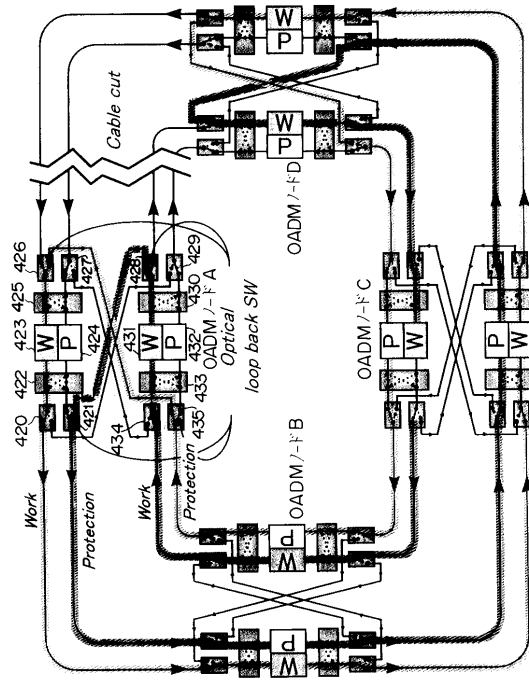 Cable cut
426
425
423
422
420
427
424
421
428
429
430
431
432
433
434
435
OADMノードA
Optical
loop back SW
Work
Protection
Work
Protection
W
P
W
P
OADMノードD
W
P
W
P
OADMノードC
W
P
W
P
OADMノードB
P
W
P
W